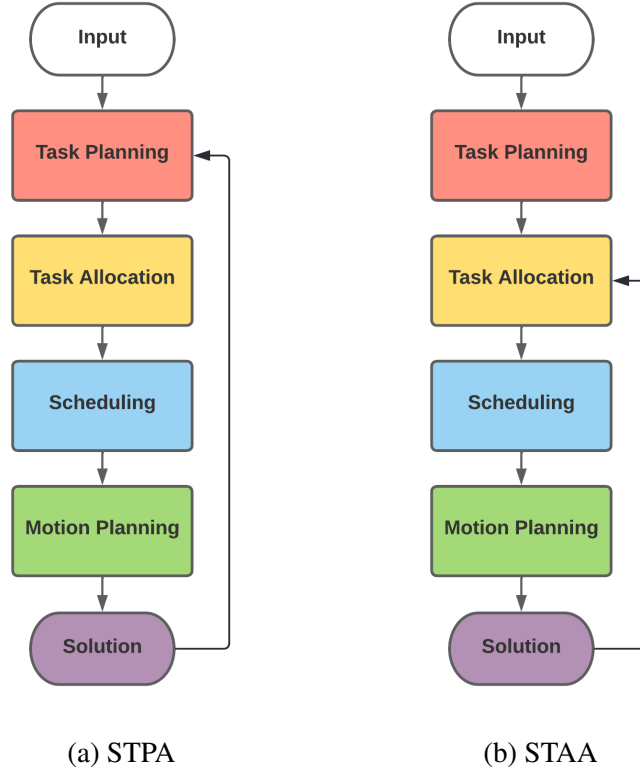 Input
Task Planning
Task Allocation
Scheduling
Motion Planning
Solution
(a) STPA
Input
Task Planning
Task Allocation
Scheduling
Motion Planning
Solution
(b) STAA